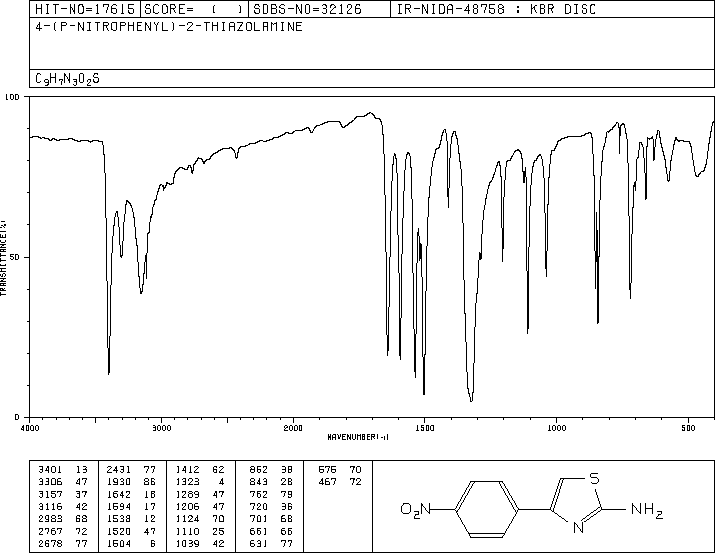 HIT-NO=17615 SCORE= ( ) SDBS-NO=32126 IR-NIDA-48758 : KBR DISC
4-(P-NITROPHENYL)-2-THIAZOLAMINE
C9H7N3O2S
100
50
0
TRANSMITTANCE(%)
4000 3000 2000 1500 1000 500
WAVENUMBER(-1)
3401 13 2431 77 1412 62 862 38 576 70
3306 47 1930 86 1323 4 843 28 467 72
3157 37 1642 18 1289 47 762 79
3116 42 1594 17 1206 47 720 36
2983 68 1538 12 1124 70 701 68
2767 72 1520 47 1110 25 661 66
2678 77 1504 6 1039 42 631 77
S
O2N
N
NH2